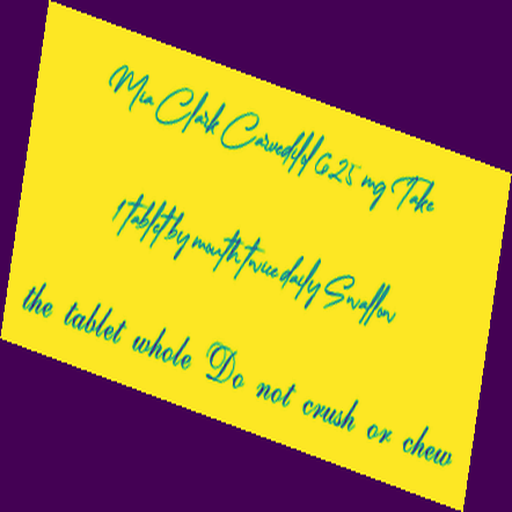 Mia Clark Carvedilol 6.25 mg Take
1 tablet by mouth twice daily Swallow
the tablet whole Do not crush or chew